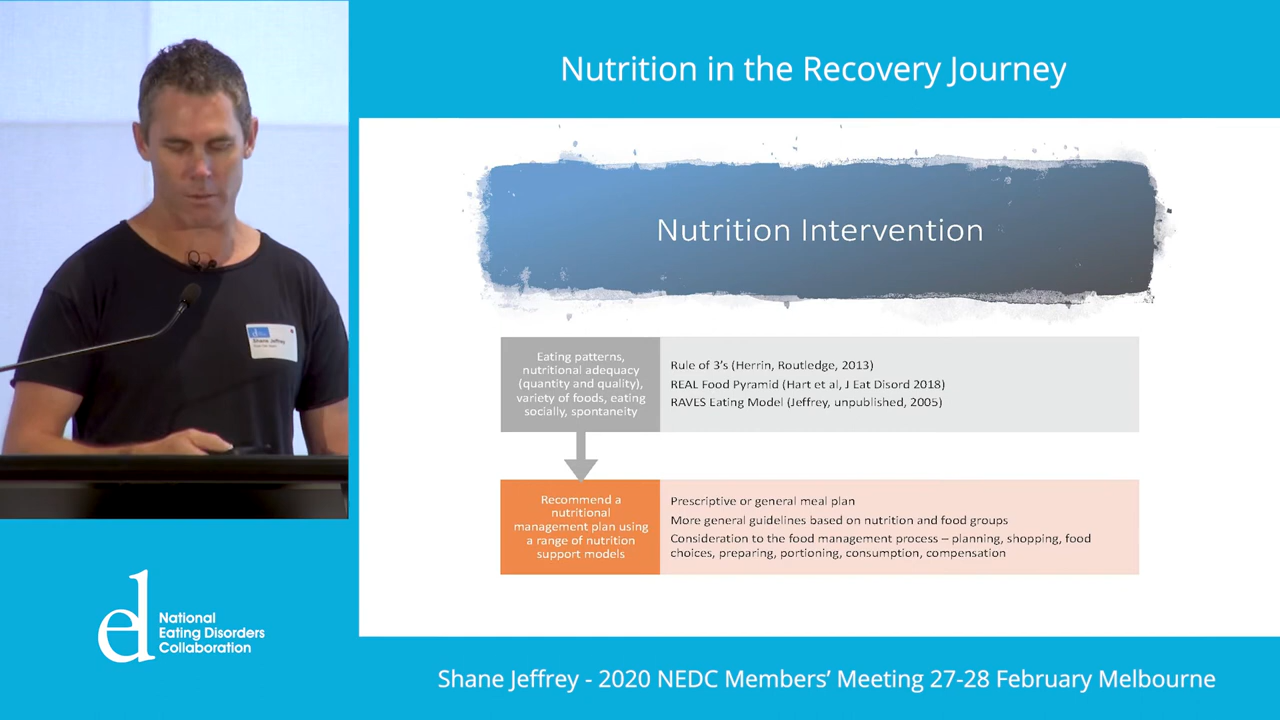 Nutrition in the Recovery Journey
Nutrition Intervention
Eating patterns,
nutritional adequacy
(quantity and quality),
variety of foods, eating
socially, spontaneity
Rule of 3's (Herrin, Routledge, 2013)
REAL Food Pyramid (Hart et al, J Eat Disord 2018)
RAVES Eating Model (Jeffrey, unpublished, 2005)
Recommend a
nutritional
management plan using
a range of nutrition
support models
Prescriptive or general meal plan
More general guidelines based on nutrition and food groups
Consideration to the food management process – planning, shopping, food
choices, preparing, portioning, consumption, compensation
Shane Jeffrey
ed
National
Eating Disorders
Collaboration
Shane Jeffrey - 2020 NEDC Members’ Meeting 27-28 February Melbourne